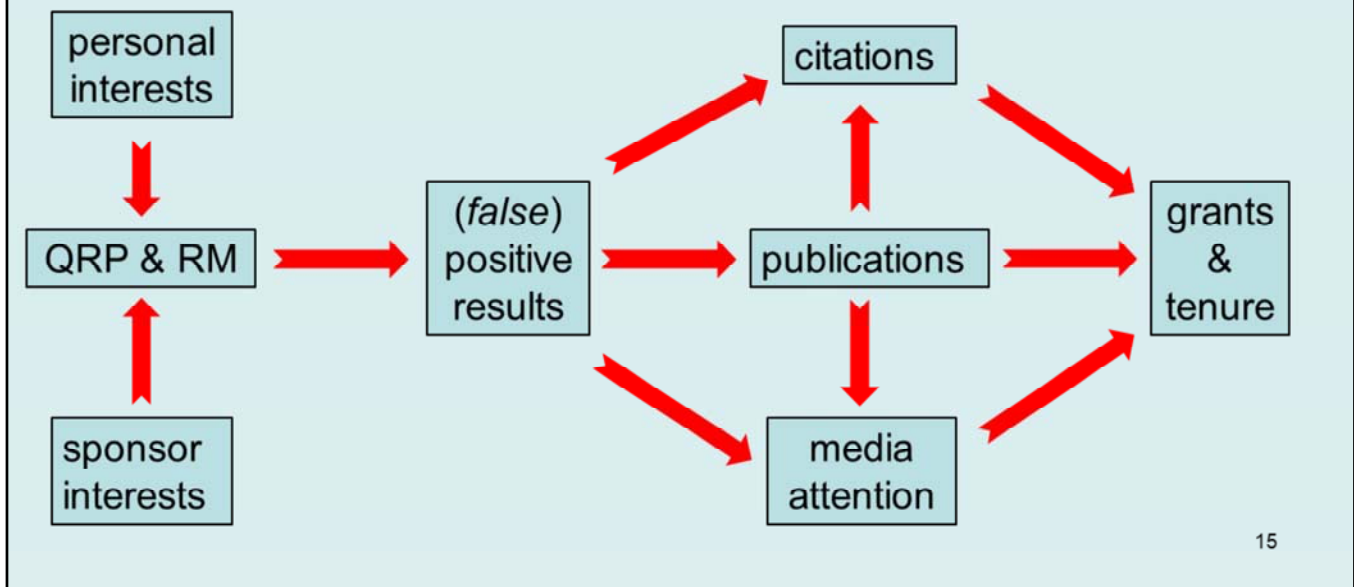 personal
interests
QRP & RM
sponsor
interests
(false)
positive
results
citations
publications
media
attention
grants
&
tenure
15